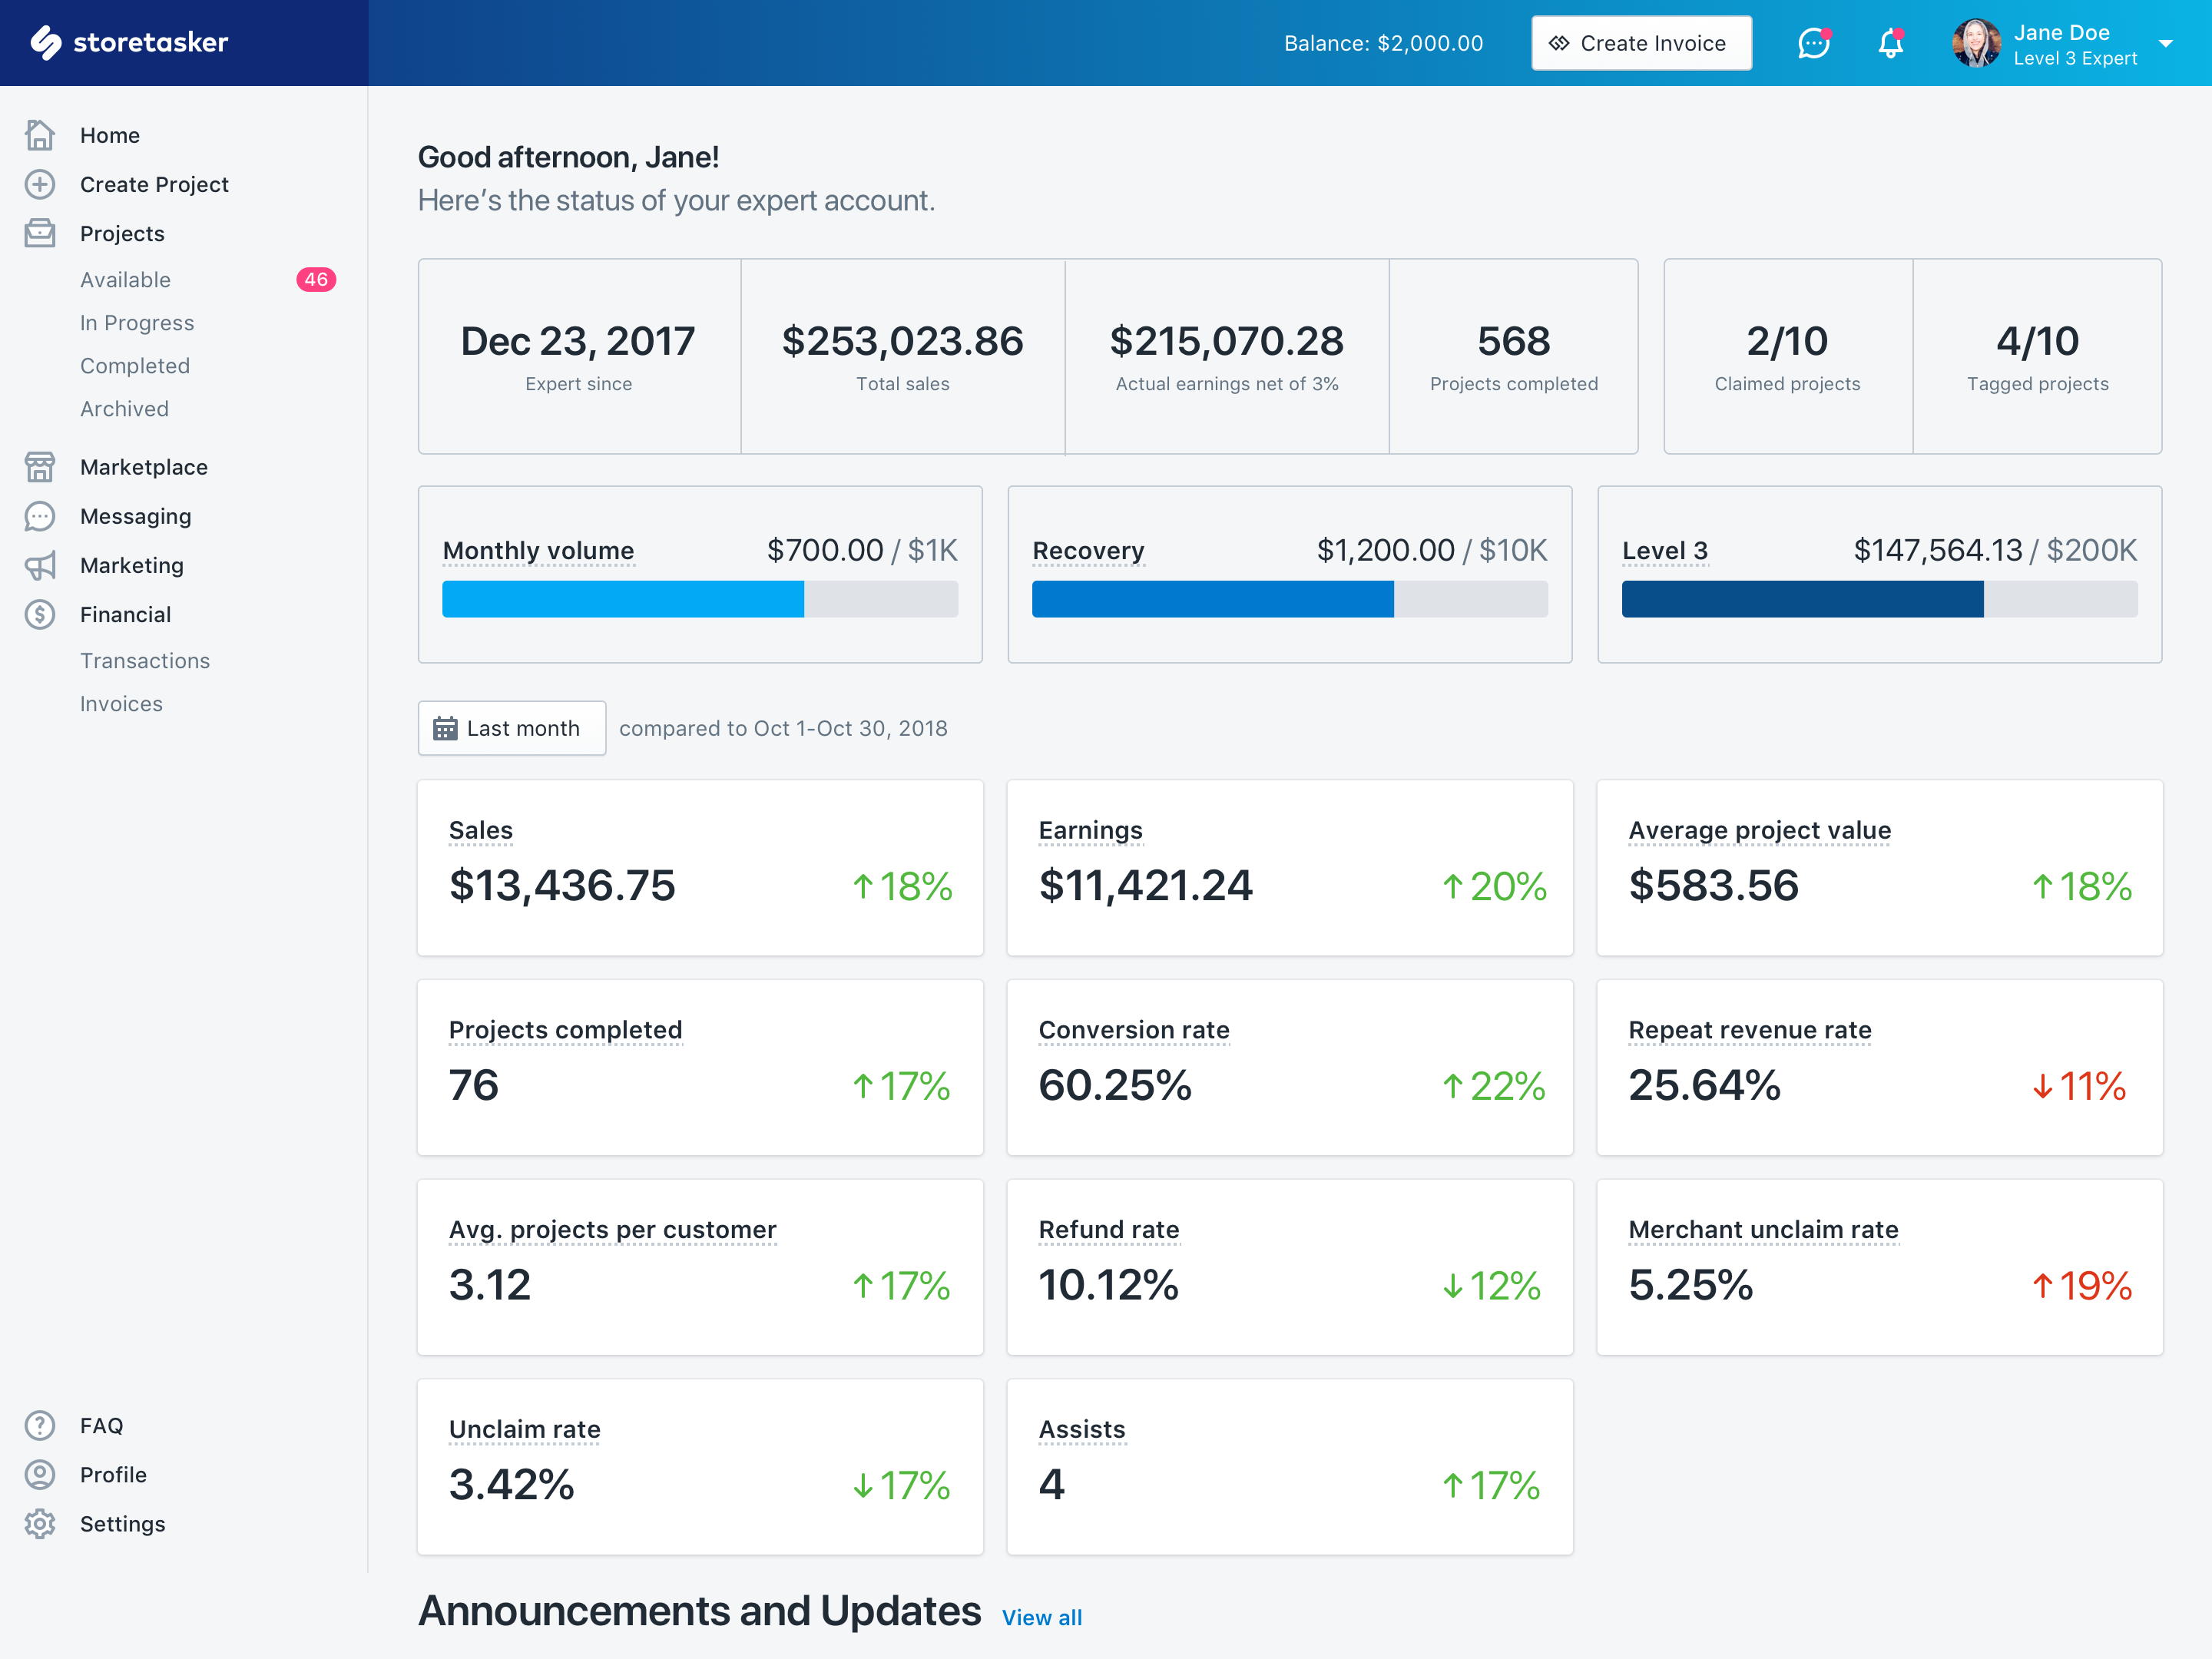 storetasker
Balance: $2,000.00
Create Invoice
Jane Doe
Level 3 Expert
Home
Create Project
Projects
Available 46
In Progress
Completed
Archived
Marketplace
Messaging
Marketing
Financial
Transactions
Invoices
FAQ
Profile
Settings
Good afternoon, Jane!
Here’s the status of your expert account.
Dec 23, 2017
Expert since
$253,023.86
Total sales
$215,070.28
Actual earnings net of 3%
568
Projects completed
2/10
Claimed projects
4/10
Tagged projects
Monthly volume $700.00 / $1K
Recovery $1,200.00 / $10K
Level 3 $147,564.13 / $200K
Last month compared to Oct 1-Oct 30, 2018
Sales
$13,436.75 ↑18%
Earnings
$11,421.24 ↑20%
Average project value
$583.56 ↑18%
Projects completed
76 ↑17%
Conversion rate
60.25% ↑22%
Repeat revenue rate
25.64% ↓11%
Avg. projects per customer
3.12 ↑17%
Refund rate
10.12% ↓12%
Merchant unclaim rate
5.25% ↑19%
Unclaim rate
3.42% ↓17%
Assists
4 ↑17%
Announcements and Updates View all